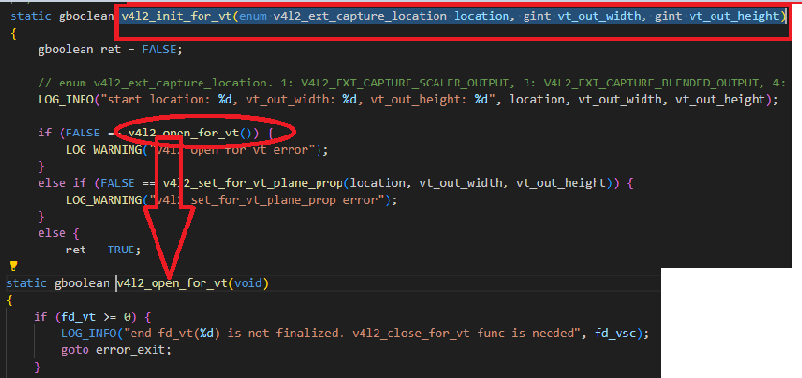 static gboolean v4l2_init_for_vt(enum v4l2_ext_capture_location location, gint vt_out_width, gint vt_out_height)
{
gboolean ret = FALSE;
// enum v4l2_ext_capture_location. 1: V4L2_EXT_CAPTURE_SCALER_OUTPUT, 3: V4L2_EXT_CAPTURE_BLENDED_OUTPUT, 4:
LOG_INFO("start location: %d, vt_out_width: %d, vt_out_height: %d", location, vt_out_width, vt_out_height);
if (FALSE == v4l2_open_for_vt()) {
LOG_WARNING("v4l2_open_for_vt error");
}
else if (FALSE == v4l2_set_for_vt_plane_prop(location, vt_out_width, vt_out_height)) {
LOG_WARNING("v4l2_set_for_vt_plane_prop error");
}
else {
ret = TRUE;
static gboolean v4l2_open_for_vt(void)
{
if (fd_vt >= 0) {
LOG_INFO("end fd_vt(%d) is not finalized. v4l2_close_for_vt func is needed", fd_vsc);
goto error_exit;
}